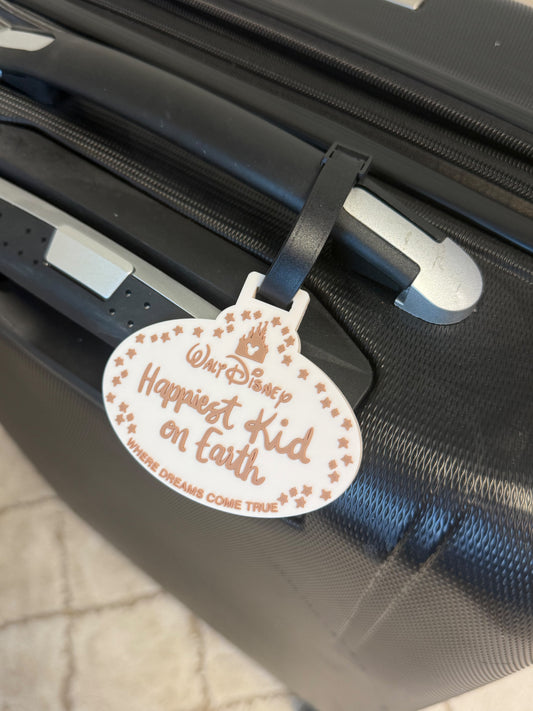 Walt Disney
Happiest Kid
on Earth
WHERE DREAMS COME TRUE